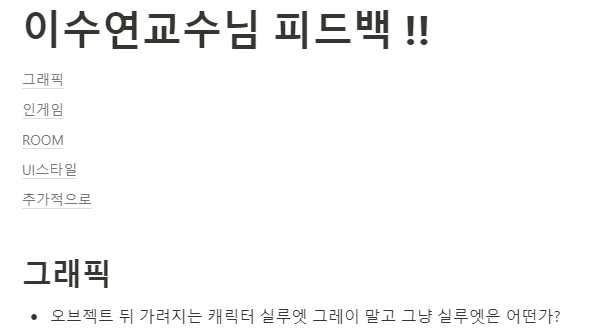 이수연교수님 피드백 !!
그래픽
인게임
ROOM
UI스타일
추가적으로
그래픽
• 오브젝트 뒤 가려지는 캐릭터 실루엣 그레이 말고 그냥 실루엣은 어떤가?